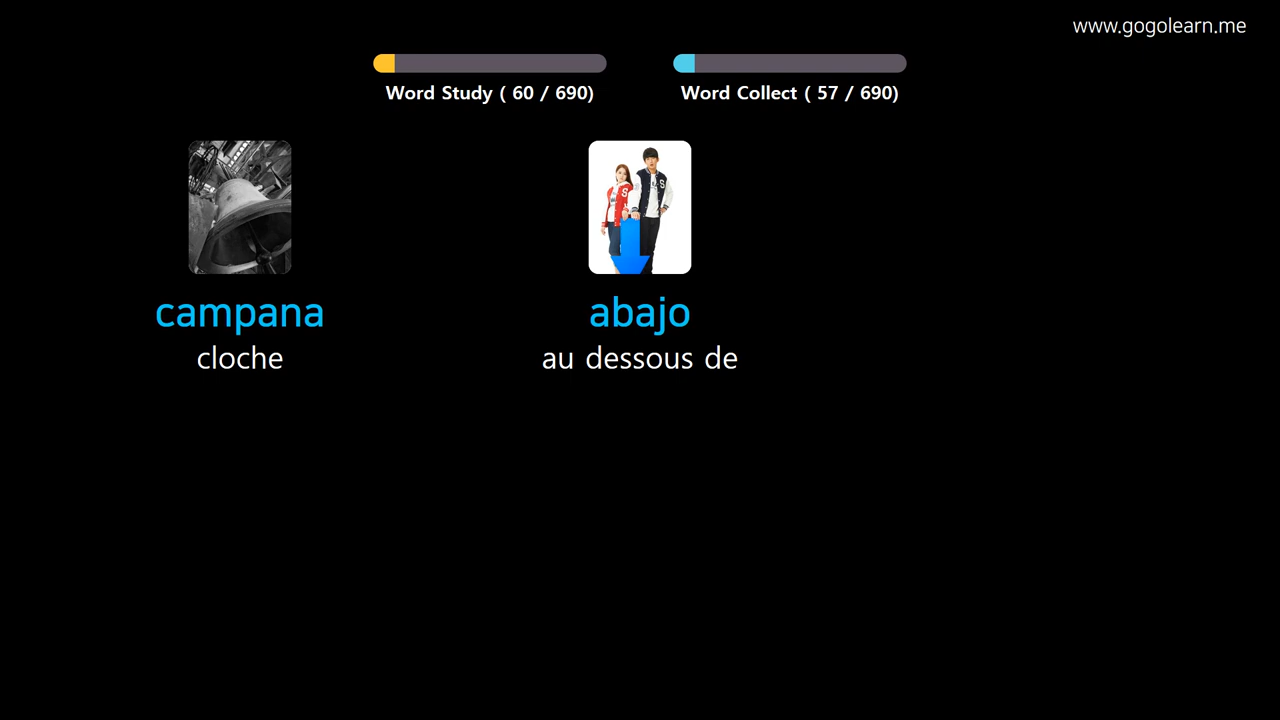 www.gogolearn.me
Word Study ( 60 / 690)
Word Collect ( 57 / 690)
campana
cloche
abajo
au dessous de